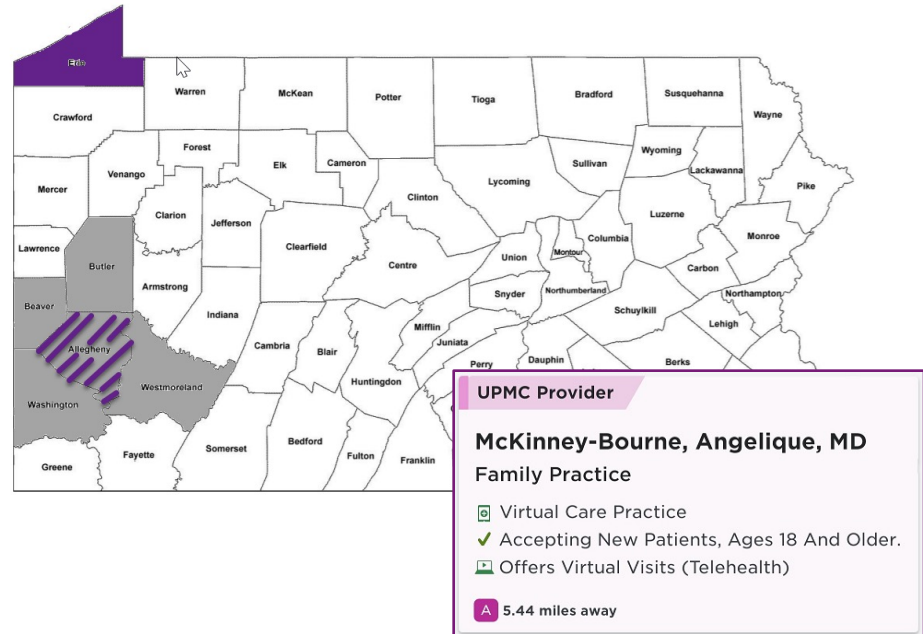 Erie
Warren
McKean
Potter
Tioga
Bradford
Susquehanna
Wayne
Crawford
Forest
Elk
Cameron
Wyoming
Sullivan
Lackawanna
Mercer
Venango
Lycoming
Pike
Clarion
Jefferson
Clinton
Luzerne
Lawrence
Clearfield
Columbia
Montour
Monroe
Butler
Centre
Union
Carbon
Armstrong
Snyder
Northumberland
Northampton
Beaver
Indiana
Schuylkill
Lehigh
Mifflin
Allegheny
Cambria
Blair
Juniata
Perry
Dauphin
Berks
Westmoreland
Huntingdon
Washington
Greene
Fayette
Somerset
Bedford
Fulton
Franklin
UPMC Provider
McKinney-Bourne, Angelique, MD
Family Practice
Virtual Care Practice
Accepting New Patients, Ages 18 And Older.
Offers Virtual Visits (Telehealth)
A 5.44 miles away